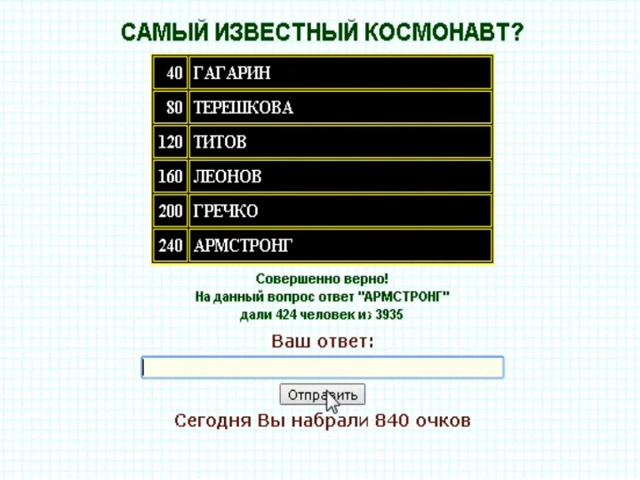 САМЫЙ ИЗВЕСТНЫЙ КОСМОНАВТ?
40 ГАГАРИН
80 ТЕРЕШКОВА
120 ТИТОВ
160 ЛЕОНОВ
200 ГРЕЧКО
240 АРМСТРОНГ
Совершенно верно!
На данный вопрос ответ "АРМСТРОНГ"
дали 424 человек из 3935
Ваш ответ:
Отправить
Сегодня Вы набрали 840 очков